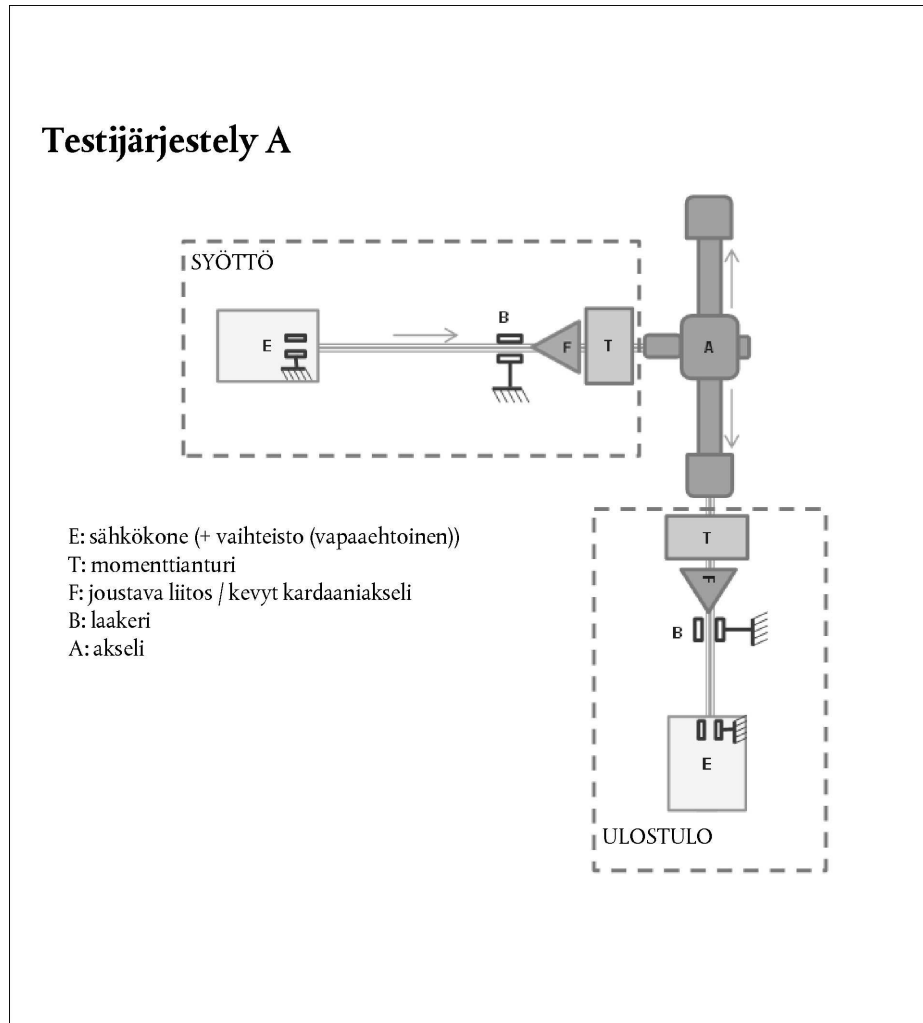 Testijärjestely A
SYÖTTÖ
E
B
F
T
A
E: sähkökone (+ vaihteisto (vapaaehtoinen))
T: momenttianturi
F: joustava liitos / kevyt kardaaniakseli
B: laakeri
A: akseli
T
F
B
E
ULOSTULO